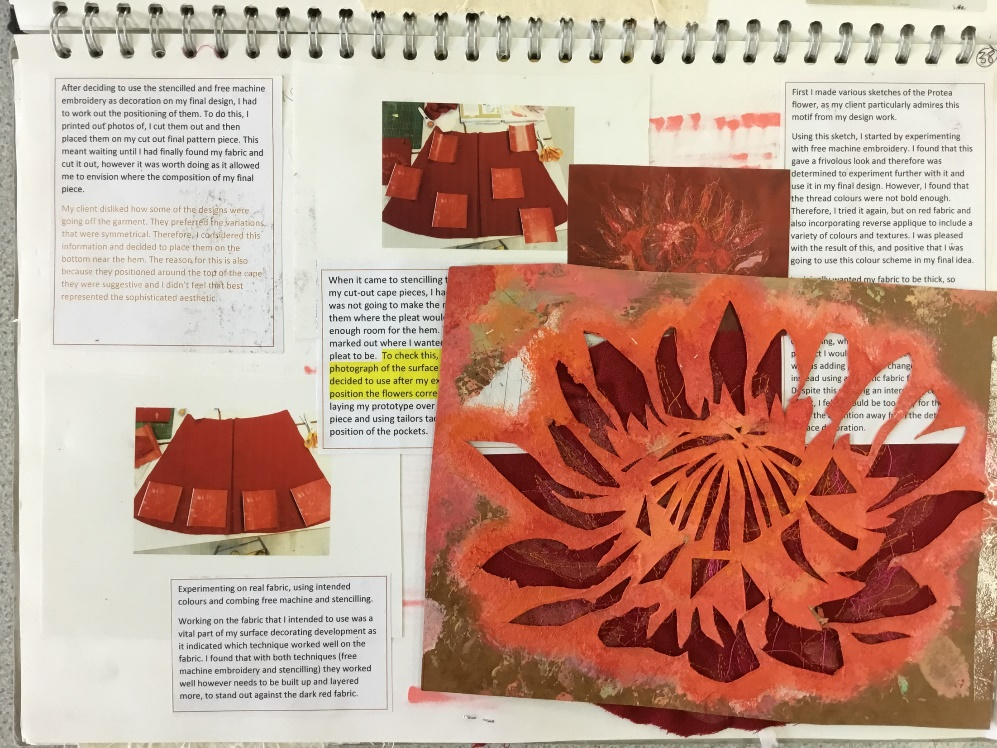 38
After deciding to use the stencilled and free machine
embroidery as decoration on my final design, I had
to work out the positioning of them. To do this, I
printed out photos of, I cut them out and then
placed them on my cut out final pattern piece. This
meant waiting until I had finally found my fabric and
cut it out, however it was worth doing as it allowed
me to envision where the composition of my final
piece.
My client disliked how some of the designs were
going off the garment. They preferred the variations
that were symmetrical. Therefore, I considered this
information and decided to place them on the
bottom near the hem. The reason for this is also
because they positioned around the top of the cape
they were suggestive and I didn't feel that best
represented the sophisticated aesthetic.
When it came to stencilling
my cut-out cape pieces, I
was not going to make the
them where the pleat
enough room for the hem.
marked out where I wanted
pleat to be. To check this,
photograph of the surface
decided to use after my
position the flowers
laying my prototype over
piece and using tailors
position of the pockets.
Experimenting on real fabric, using intended
colours and combing free machine and stencilling.
Working on the fabric that I intended to use was a
vital part of my surface decorating development as
it indicated which technique worked well on the
fabric. I found that with both techniques (free
machine embroidery and stencilling) they worked
well however needs to be built up and layered
more, to stand out against the dark red fabric.
First I made various sketches of the Protea
flower, as my client particularly admires this
motif from my design work.
Using this sketch, I started by experimenting
with free machine embroidery. I found that this
gave a frivolous look and therefore was
determined to experiment further with it and
use it in my final design. However, I found that
the thread colours were not bold enough.
Therefore, I tried it again, but on red fabric and
also incorporating reverse applique to include a
variety of colours and textures. I was pleased
with the result of this, and positive that I was
going to use this colour scheme in my final idea.
wanted my fabric to be thick, so